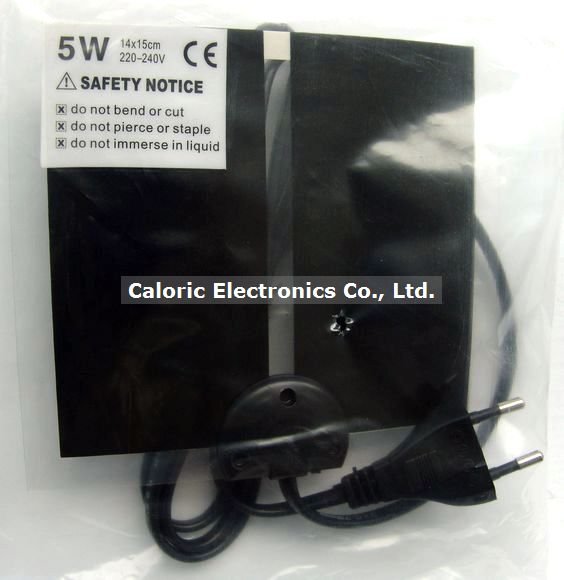 5W 14x15cm
220-240V CE
⚠ SAFETY NOTICE
☒ do not bend or cut
☒ do not pierce or staple
☒ do not immerse in liquid
Caloric Electronics Co., Ltd.